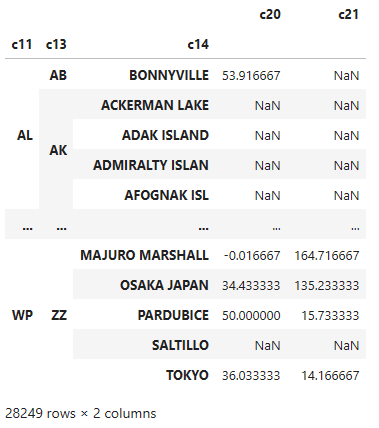 c20 c21
c11 c13 c14
AB BONNYVILLE 53.916667 NaN
ACKERMAN LAKE NaN NaN
AL AK ADAK ISLAND NaN NaN
ADMIRALTY ISLAN NaN NaN
AFOGNAK ISL NaN NaN
... ... ... ... ...
MAJURO MARSHALL -0.016667 164.716667
OSAKA JAPAN 34.433333 135.233333
WP ZZ PARDUBICE 50.000000 15.733333
SALTILLO NaN NaN
TOKYO 36.033333 14.166667
28249 rows × 2 columns